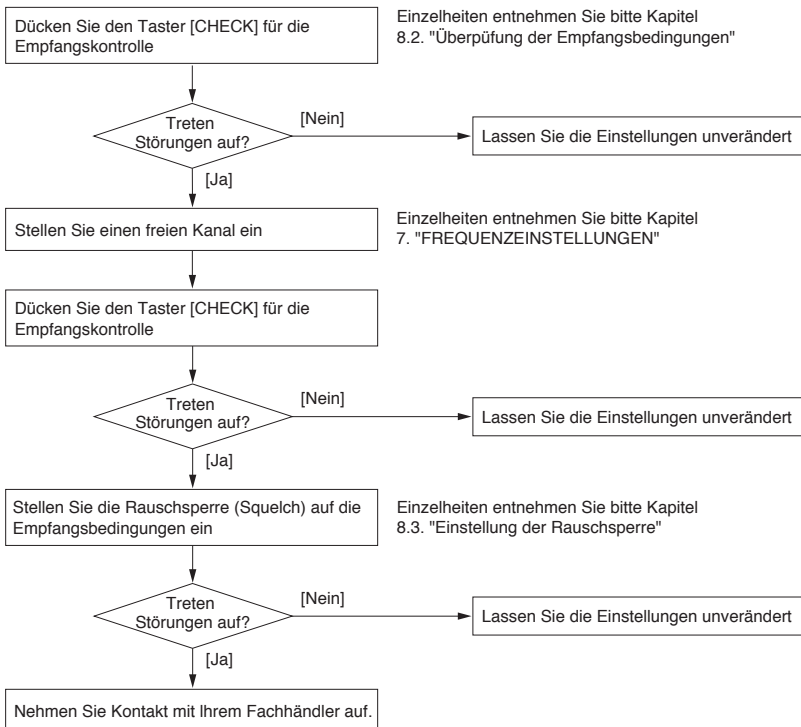 Dücken Sie den Taster [CHECK] für die
Empfangskontrolle
Einzelheiten entnehmen Sie bitte Kapitel
8.2. "Überpüfung der Empfangsbedingungen"
Treten
Störungen auf?
[Nein]
Lassen Sie die Einstellungen unverändert
[Ja]
Stellen Sie einen freien Kanal ein
Einzelheiten entnehmen Sie bitte Kapitel
7. "FREQUENZEINSTELLUNGEN"
Dücken Sie den Taster [CHECK] für die
Empfangskontrolle
Treten
Störungen auf?
[Nein]
Lassen Sie die Einstellungen unverändert
[Ja]
Stellen Sie die Rauschsperre (Squelch) auf die
Empfangsbedingungen ein
Einzelheiten entnehmen Sie bitte Kapitel
8.3. "Einstellung der Rauschsperre"
Treten
Störungen auf?
[Nein]
Lassen Sie die Einstellungen unverändert
[Ja]
Nehmen Sie Kontakt mit Ihrem Fachhändler auf.